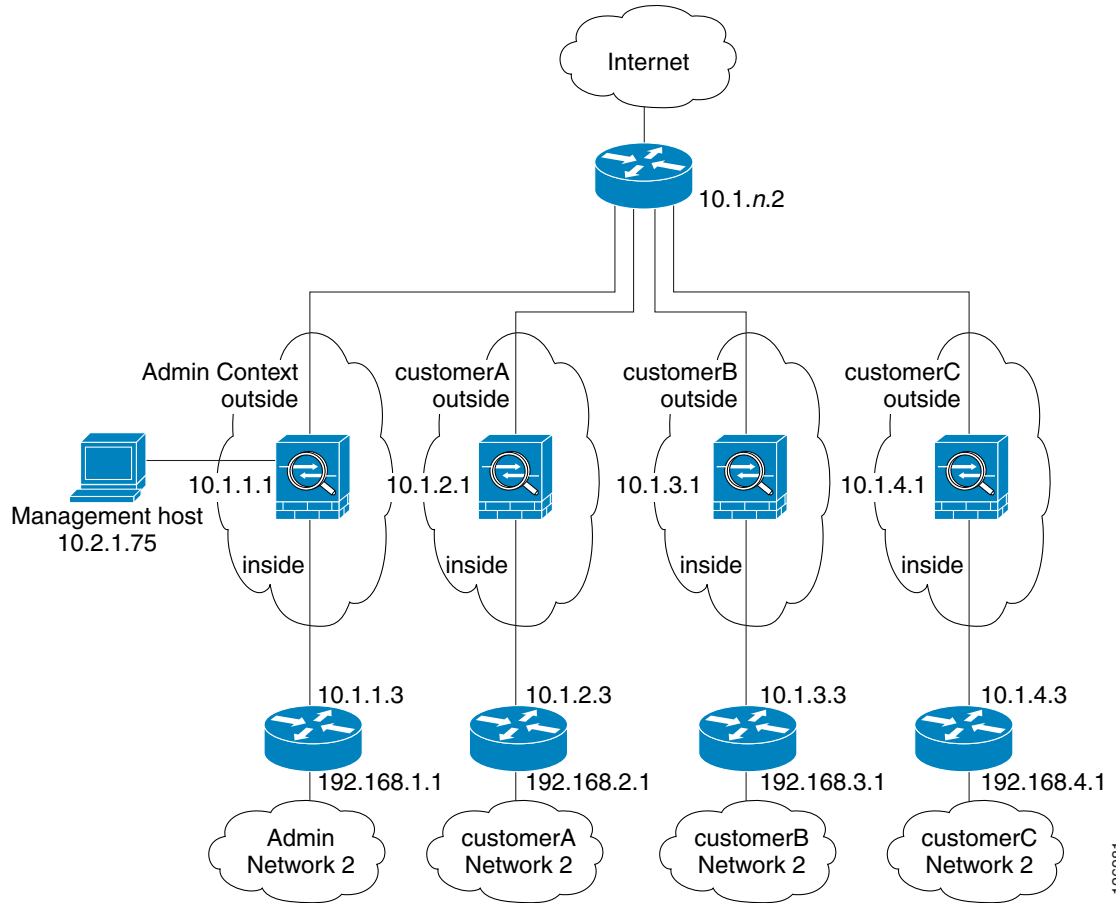 Internet
10.1.n.2
Admin Context
outside
customerA
outside
customerB
outside
customerC
outside
10.1.1.1
10.1.2.1
10.1.3.1
10.1.4.1
Management host
10.2.1.75
inside
inside
inside
inside
10.1.1.3
10.1.2.3
10.1.3.3
10.1.4.3
192.168.1.1
192.168.2.1
192.168.3.1
192.168.4.1
Admin
Network 2
customerA
Network 2
customerB
Network 2
customerC
Network 2